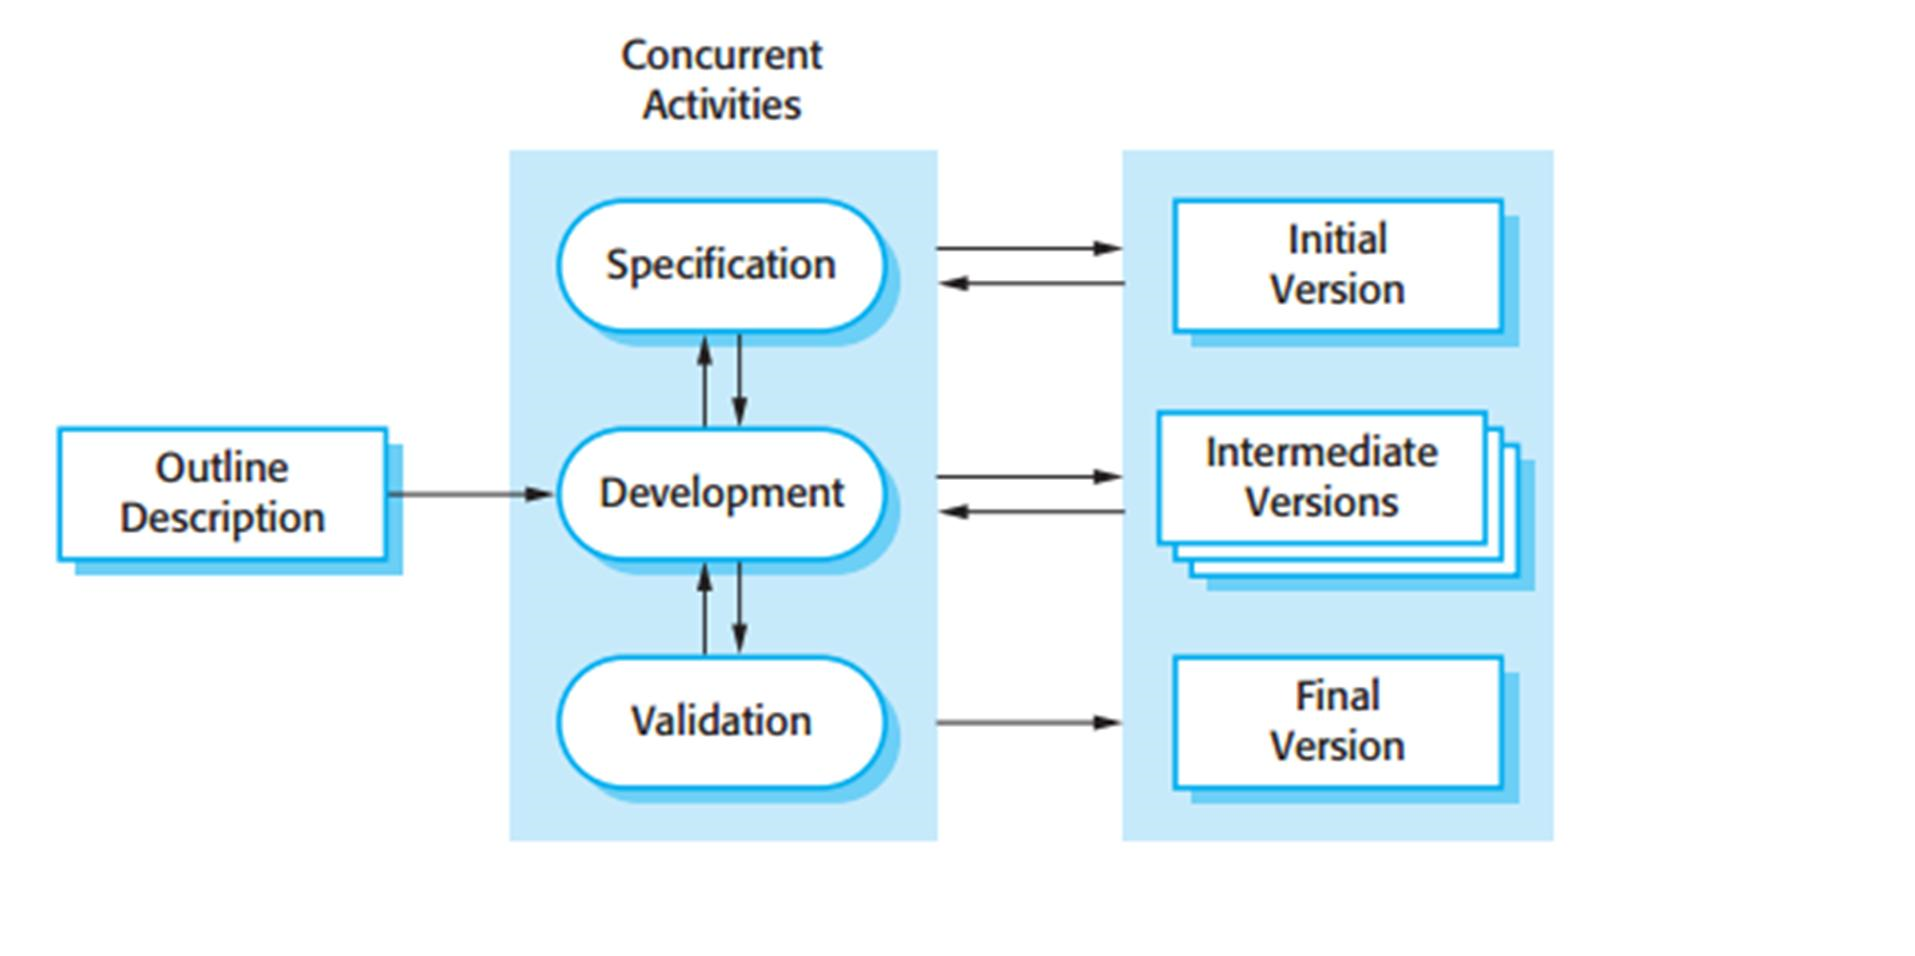 Concurrent
Activities
Specification
Initial
Version
Outline
Description
Development
Intermediate
Versions
Validation
Final
Version